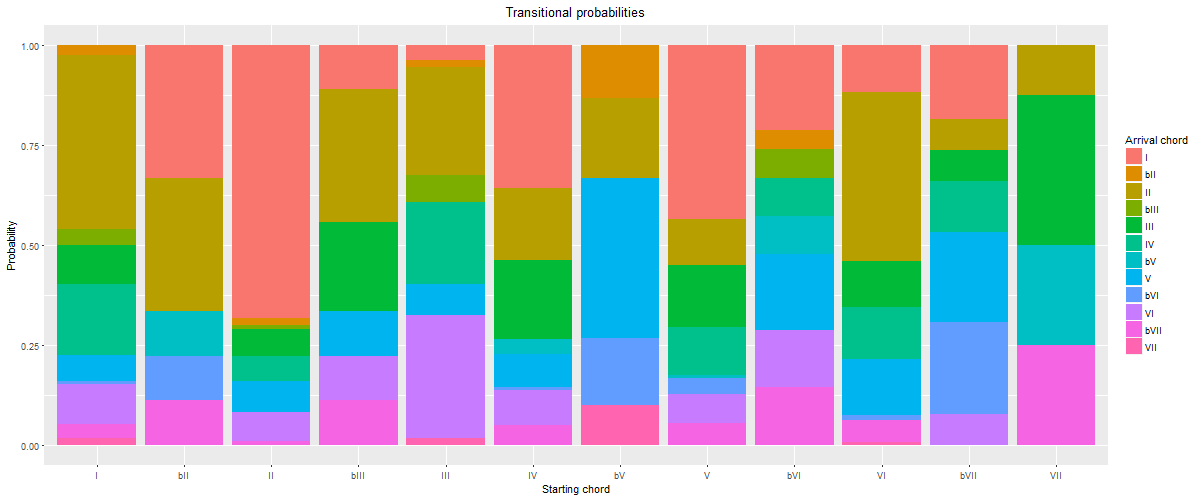 Transitional probabilities
1.00
0.75
0.50
0.25
0.00
Probability
I bII II bIII III IV bV V bVI VI bVII VII
Starting chord
Arrival chord
I
bII
II
bIII
III
IV
bV
V
bVI
VI
bVII
VII